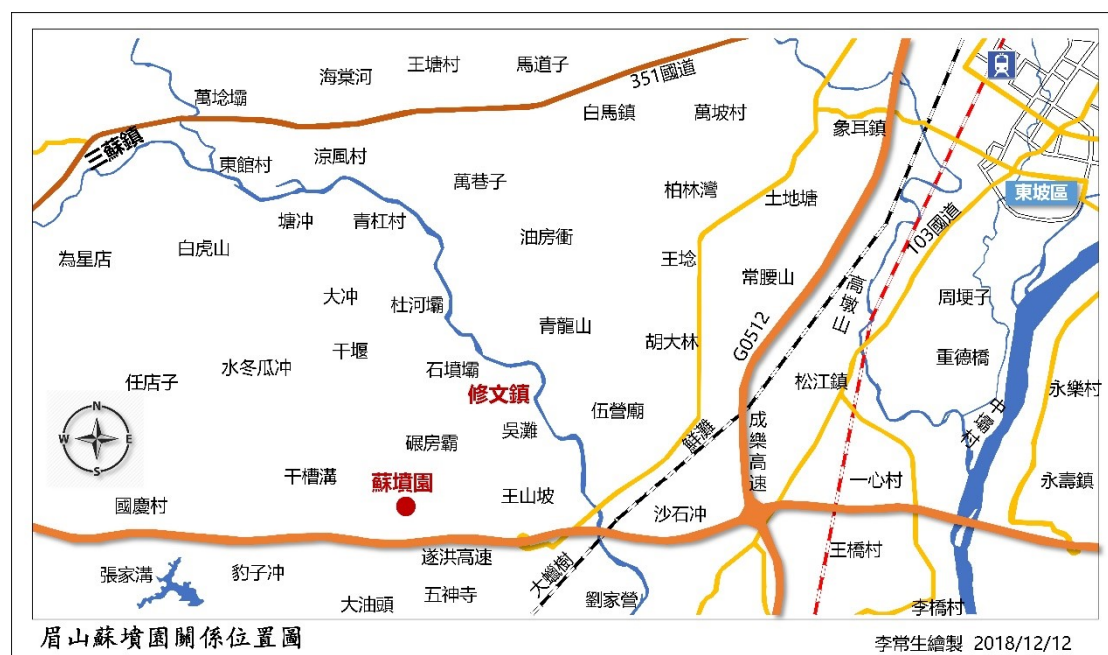 海棠河
王塘村
馬道子
351國道
萬埝壩
白馬鎮
萬坡村
象耳鎮
三蘇鎮
東館村
涼風村
萬巷子
柏林灣
土地塘
東坡區
塘冲
青杠村
油房衝
103國道
為星店
白虎山
王埝
常腰山
高墩山
周埂子
大冲
杜河壩
青龍山
胡大林
G0512
干堰
重德橋
水冬瓜冲
石墳壩
任店子
松江鎮
永樂村
修文鎮
伍營廟
中壩村
N
W
E
S
吳灘
鮮灘
成樂高速
碾房霸
干槽溝
蘇墳園
王山坡
一心村
永壽鎮
國慶村
沙石冲
遂洪高速
大蠟樹
王橋村
張家溝
豹子冲
五神寺
大油頭
劉家營
李橋村
眉山蘇墳園關係位置圖
李常生繪製 2018/12/12